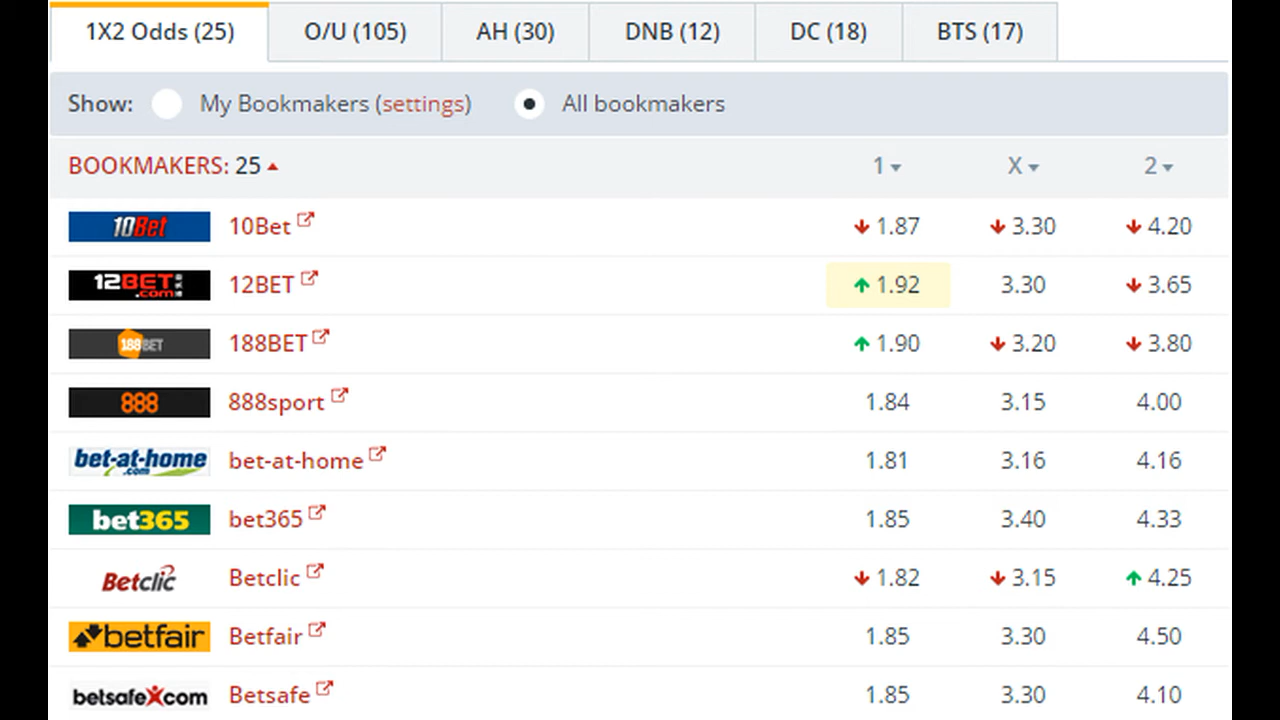 1X2 Odds (25) O/U (105) AH (30) DNB (12) DC (18) BTS (17)
Show: My Bookmakers (settings) All bookmakers
BOOKMAKERS: 25 1 X 2
10Bet 10Bet 1.87 3.30 4.20
12BET.com 12BET 1.92 3.30 3.65
188BET 188BET 1.90 3.20 3.80
888 888sport 1.84 3.15 4.00
bet-at-home.com bet-at-home 1.81 3.16 4.16
bet365 bet365 1.85 3.40 4.33
Betclic Betclic 1.82 3.15 4.25
betfair Betfair 1.85 3.30 4.50
betsafe.com Betsafe 1.85 3.30 4.10